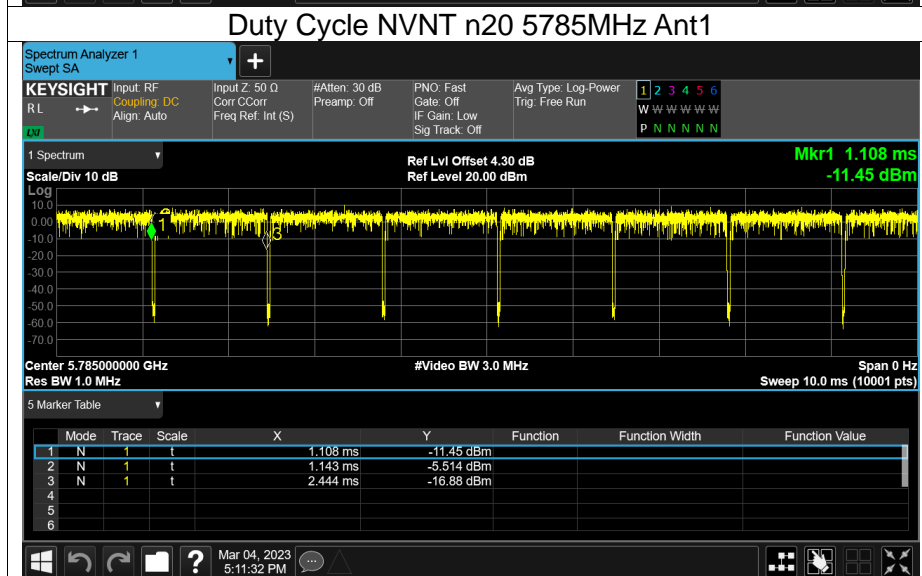 Duty Cycle NVNT n20 5785MHz Ant1
Spectrum Analyzer 1
Swept SA
+
KEYSIGHT Input: RF Input Z: 50 Ω #Atten: 30 dB PNO: Fast Avg Type: Log-Power 1 2 3 4 5 6
RL Coupling: DC Corr CCorr Preamp: Off Gate: Off Trig: Free Run W W W W W W
Align: Auto Freq Ref: Int (S) IF Gain: Low
LXI Sig Track: Off P N N N N N
1 Spectrum Ref Lvl Offset 4.30 dB Mkr1 1.108 ms
Scale/Div 10 dB Ref Level 20.00 dBm -11.45 dBm
Log
10.0
0.00 1
-10.0 3
-20.0
-30.0
-40.0
-50.0
-60.0
-70.0
Center 5.785000000 GHz #Video BW 3.0 MHz Span 0 Hz
Res BW 1.0 MHz Sweep 10.0 ms (10001 pts)
5 Marker Table
Mode Trace Scale X Y Function Function Width Function Value
1 N 1 t 1.108 ms -11.45 dBm
2 N 1 t 1.143 ms -5.514 dBm
3 N 1 t 2.444 ms -16.88 dBm
4
5
6
? Mar 04, 2023
5:11:32 PM